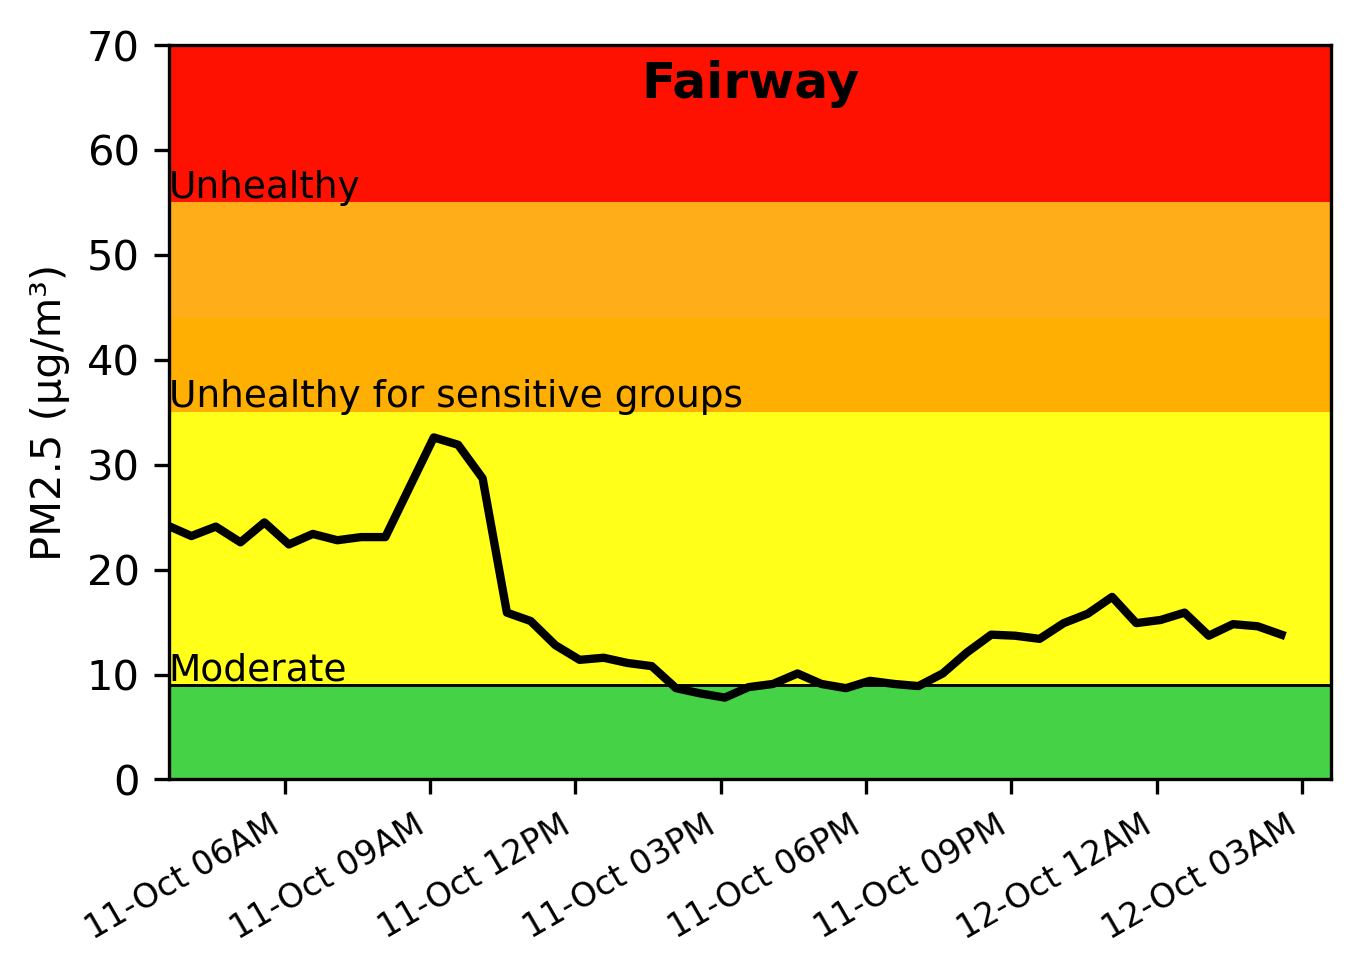 Fairway
PM2.5 (µg/m³)
70
60
50
40
30
20
10
0
Unhealthy
Unhealthy for sensitive groups
Moderate
11-Oct 06AM
11-Oct 09AM
11-Oct 12PM
11-Oct 03PM
11-Oct 06PM
11-Oct 09PM
12-Oct 12AM
12-Oct 03AM